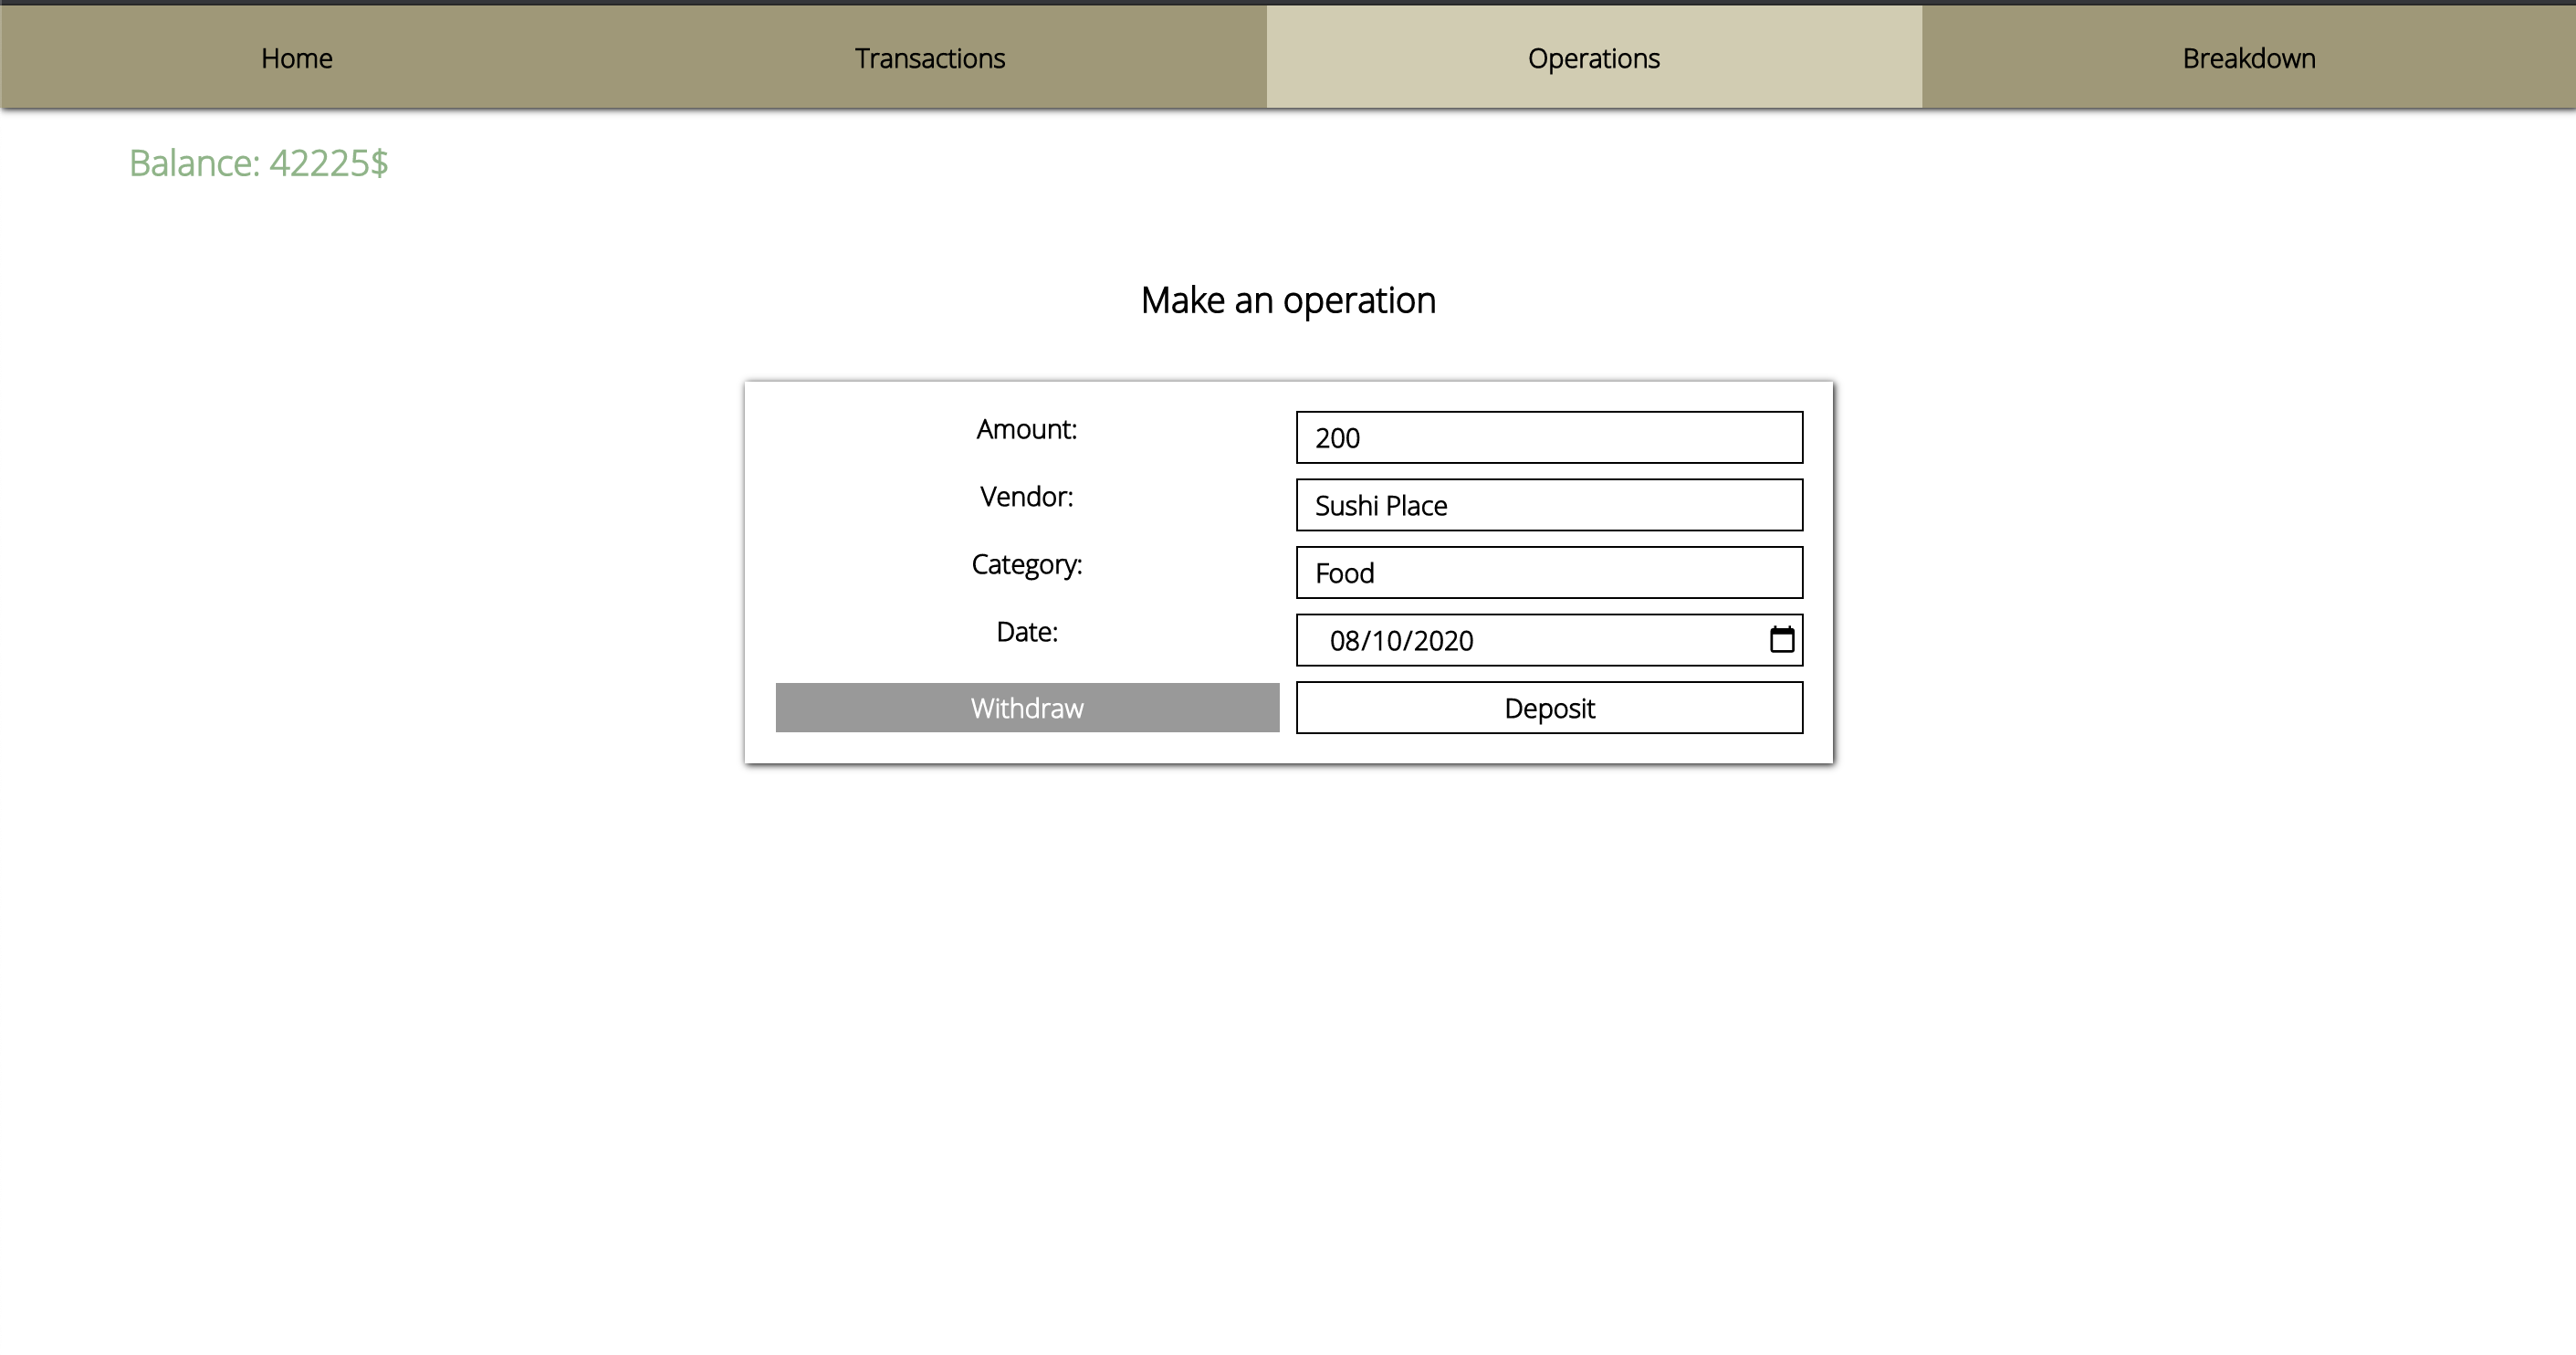 Home Transactions Operations Breakdown
Balance: 42225$
Make an operation
Amount: 200
Vendor: Sushi Place
Category: Food
Date: 08/10/2020
Withdraw Deposit